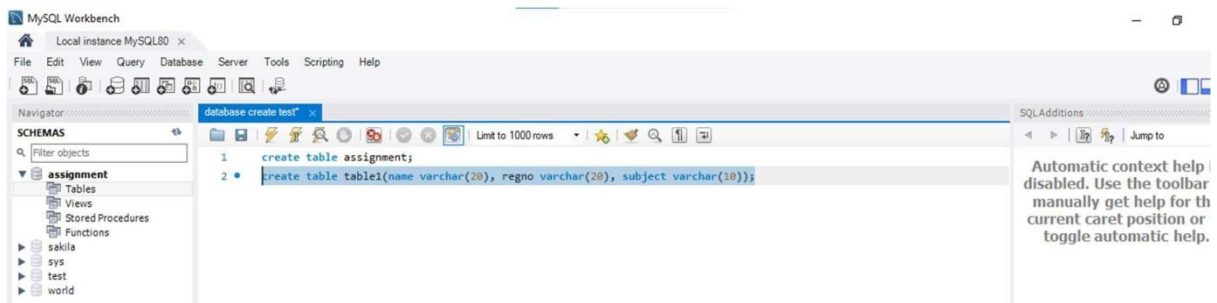 MySQL Workbench
Local instance MySQL80 ×
File Edit View Query Database Server Tools Scripting Help
Navigator
SCHEMAS
Filter objects
assignment
Tables
Views
Stored Procedures
Functions
sakila
sys
test
world
database create test* ×
Limit to 1000 rows
1 create table assignment;
2 create table table1(name varchar(20), regno varchar(20), subject varchar(10));
SQLAdditions
Jump to
Automatic context help
disabled. Use the toolbar
manually get help for th
current caret position or
toggle automatic help.